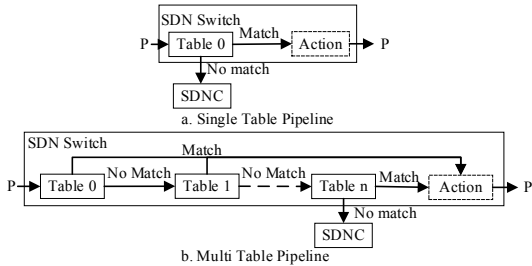 SDN Switch
P Table 0 Match Action P
No match
SDNC
a. Single Table Pipeline
SDN Switch
Match
P Table 0 No Match Table 1 No Match Table n Match Action P
No match
SDNC
b. Multi Table Pipeline